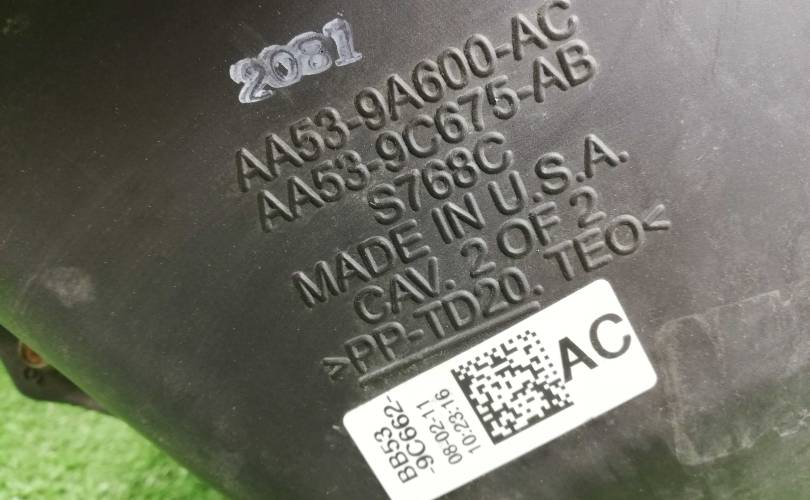 2081
AA53-9A600-AC
AA53-9C675-AB
S768C
MADE IN U.S.A.
CAV. 2 OF 2
>PP-TD20. TEO<
BB53
-9C662-
08-02-11
10:23:16
AC